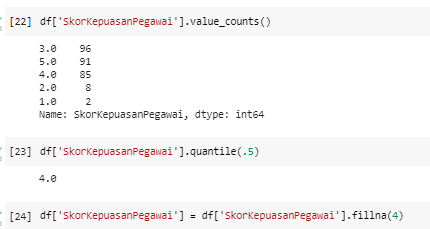 [22] df['SkorKepuasanPegawai'].value_counts()
3.0 96
5.0 91
4.0 85
2.0 8
1.0 2
Name: SkorKepuasanPegawai, dtype: int64
[23] df['SkorKepuasanPegawai'].quantile(.5)
4.0
[24] df['SkorKepuasanPegawai'] = df['SkorKepuasanPegawai'].fillna(4)